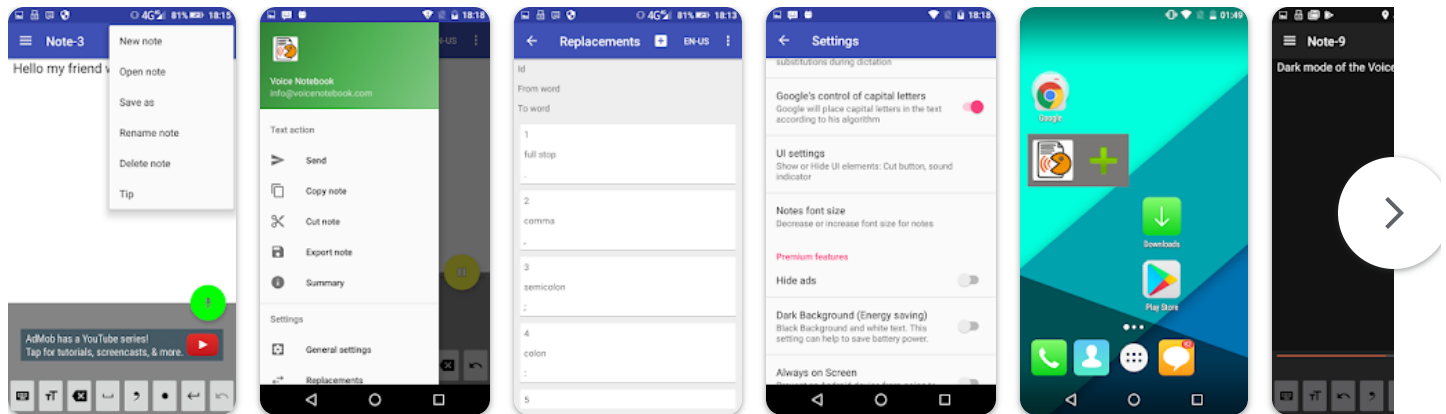 4G 81% 18:15
Note-3
Hello my friend
New note
Open note
Save as
Rename note
Delete note
Tip
AdMob has a YouTube series!
Tap for tutorials, screencasts, & more.
18:18
-US
Voice Notebook
info@voicenotebook.com
Text action
Send
Copy note
Cut note
Export note
Summary
Settings
General settings
Replacements
4G 81% 18:13
Replacements
EN-US
Id
From word
To word
1
full stop
.
2
comma
,
3
semicolon
;
4
colon
:
5
18:18
Settings
substitutions during dictation
Google's control of capital letters
Google will place capital letters in the text
according to his algorithm
UI settings
Show or Hide UI elements: Cut button, sound
indicator
Notes font size
Decrease or increase font size for notes
Premium features
Hide ads
Dark Background (Energy saving)
Black Background and white text. This
setting can help to save battery power.
Always on Screen
01:49
Google
Downloads
Play Store
Note-9
Dark mode of the Voice